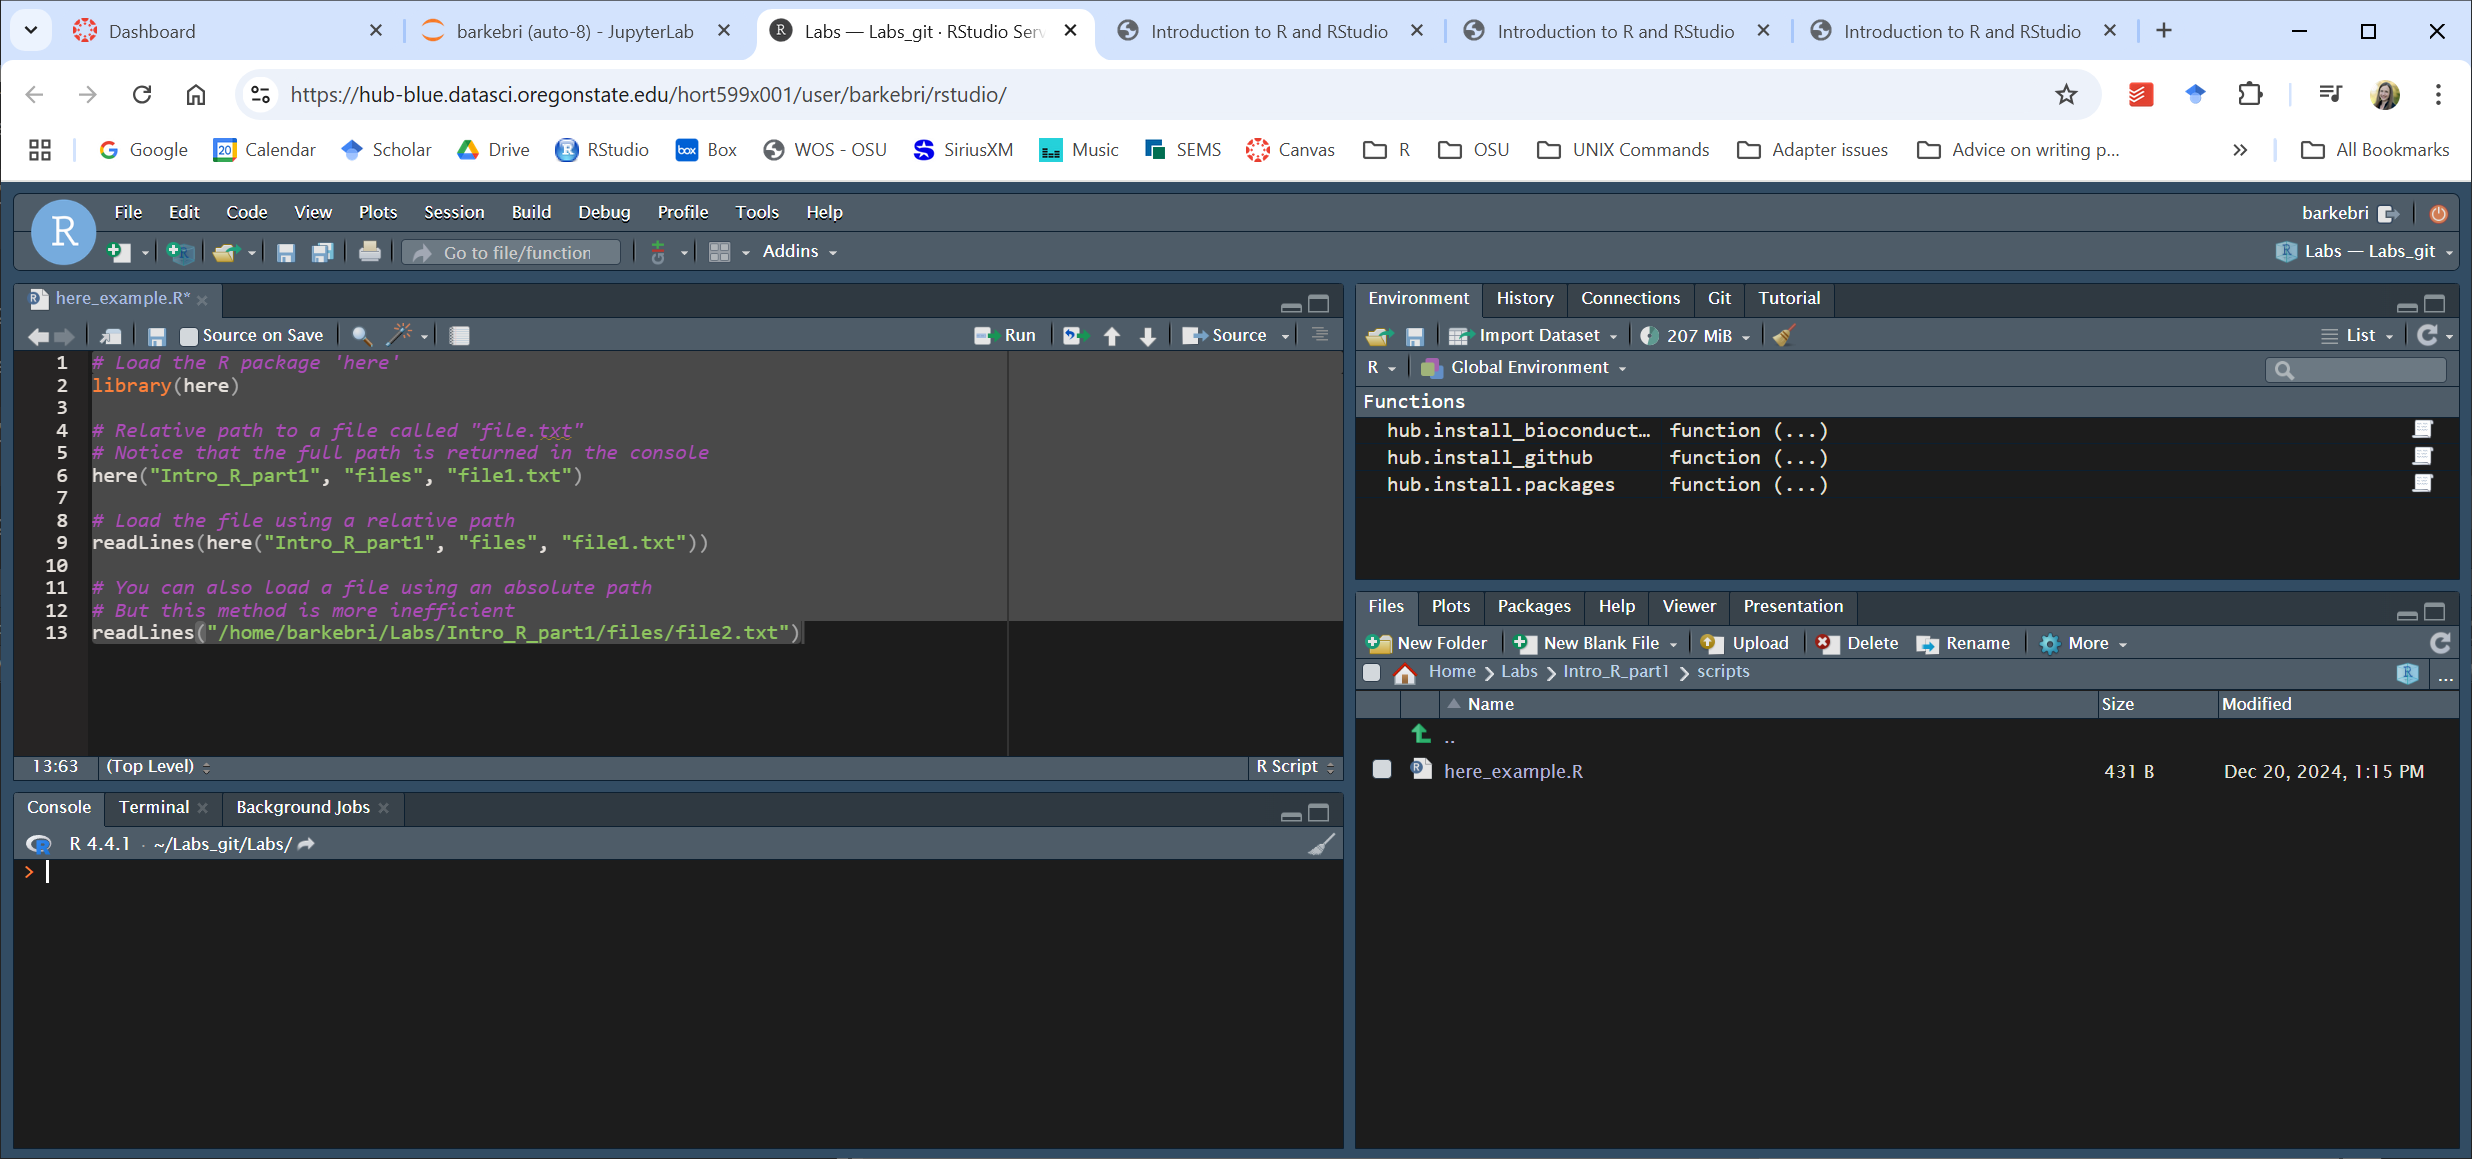 Dashboard
barkebri (auto-8) - JupyterLab
Labs — Labs_git · RStudio Serv
Introduction to R and RStudio
Introduction to R and RStudio
Introduction to R and RStudio
https://hub-blue.datasci.oregonstate.edu/hort599x001/user/barkebri/rstudio/
Google
20
Calendar
Scholar
Drive
R
RStudio
box
Box
WOS - OSU
SiriusXM
Music
SEMS
Canvas
R
OSU
UNIX Commands
Adapter issues
Advice on writing p...
»
All Bookmarks
R
File Edit Code View Plots Session Build Debug Profile Tools Help
barkebri
Go to file/function
Addins
Labs — Labs_git
here_example.R*
Source on Save
Run
Source
1 # Load the R package 'here'
2 library(here)
3
4 # Relative path to a file called "file.txt"
5 # Notice that the full path is returned in the console
6 here("Intro_R_part1", "files", "file1.txt")
7
8 # Load the file using a relative path
9 readLines(here("Intro_R_part1", "files", "file1.txt"))
10
11 # You can also load a file using an absolute path
12 # But this method is more inefficient
13 readLines("/home/barkebri/Labs/Intro_R_part1/files/file2.txt")
13:63
(Top Level)
R Script
Console Terminal Background Jobs
R 4.4.1 · ~/Labs_git/Labs/
>
Environment History Connections Git Tutorial
Import Dataset
207 MiB
List
R
Global Environment
Functions
hub.install_bioconduct… function (...)
hub.install_github function (...)
hub.install.packages function (...)
Files Plots Packages Help Viewer Presentation
New Folder
New Blank File
Upload
Delete
Rename
More
Home
Labs
Intro_R_part1
scripts
...
Name Size Modified
..
here_example.R 431 B Dec 20, 2024, 1:15 PM